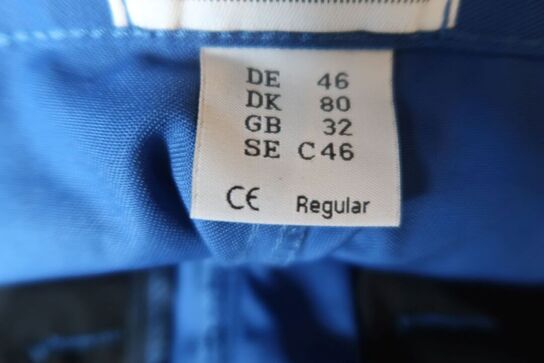 DE 46
DK 80
GB 32
SE C46
CE Regular